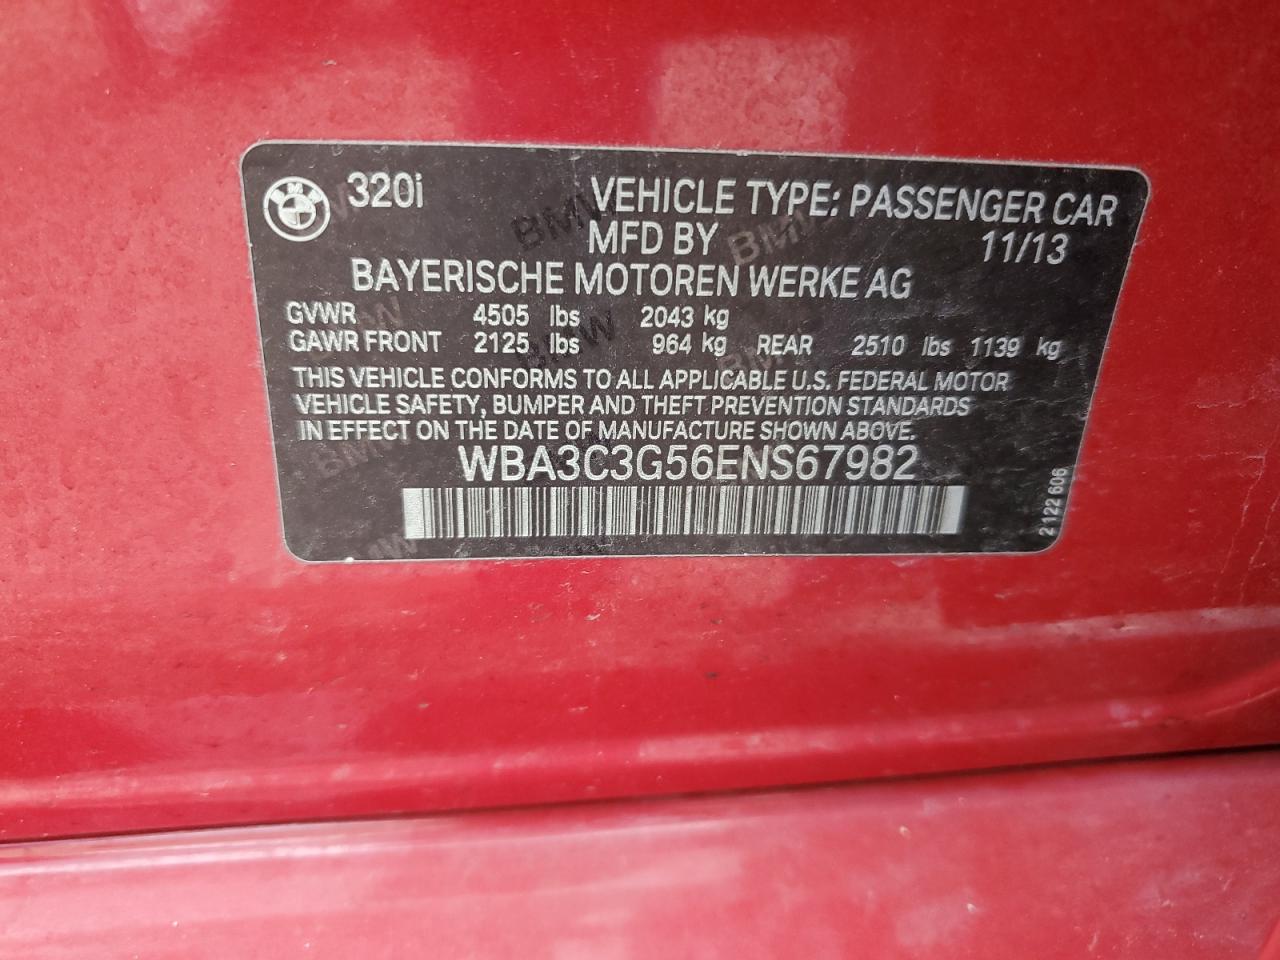 BMW 320i VEHICLE TYPE: PASSENGER CAR
MFD BY 11/13
BAYERISCHE MOTOREN WERKE AG
GVWR 4505 lbs 2043 kg
GAWR FRONT 2125 lbs 964 kg REAR 2510 lbs 1139 kg
THIS VEHICLE CONFORMS TO ALL APPLICABLE U.S. FEDERAL MOTOR
VEHICLE SAFETY, BUMPER AND THEFT PREVENTION STANDARDS
IN EFFECT ON THE DATE OF MANUFACTURE SHOWN ABOVE.
WBA3C3G56ENS67982
2122 606